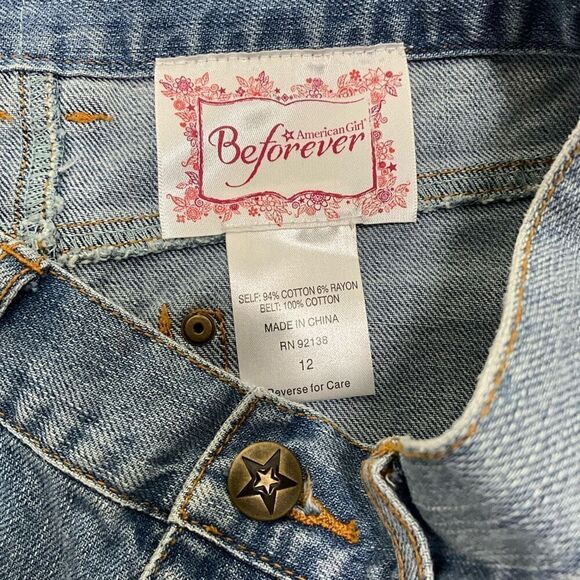 American Girl®
Beforever
SELF: 94% COTTON 6% RAYON
BELT: 100% COTTON
MADE IN CHINA
RN 92138
12
Reverse for Care